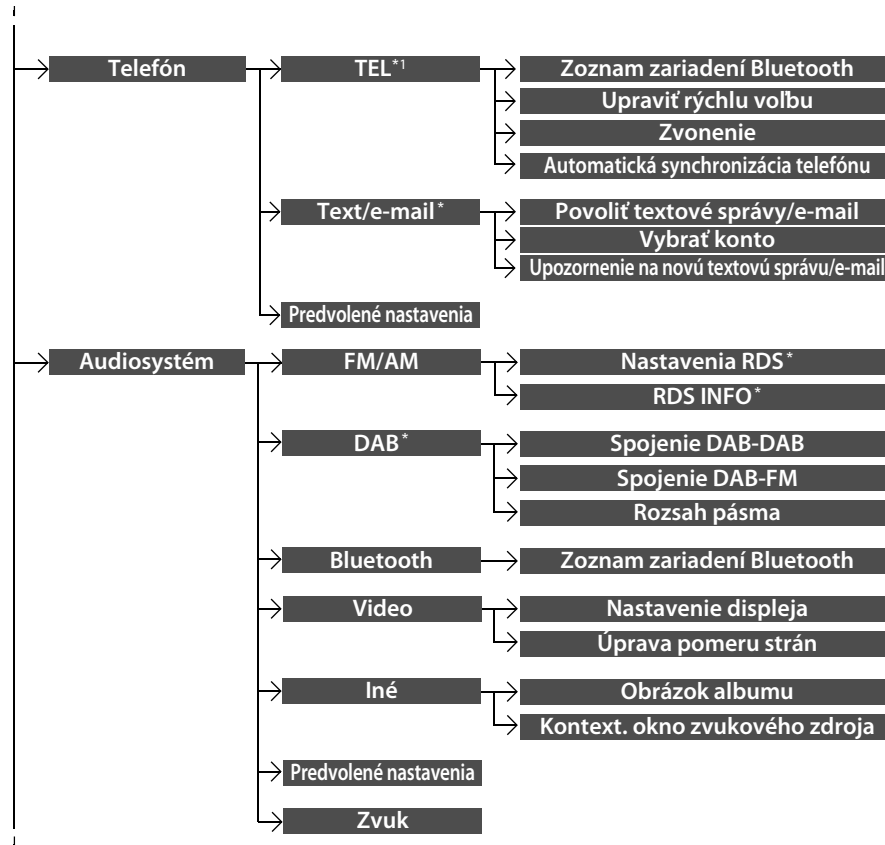 Telefón
TEL*1
Zoznam zariadení Bluetooth
Upraviť rýchlu voľbu
Zvonenie
Automatická synchronizácia telefónu
Text/e-mail*
Povoliť textové správy/e-mail
Vybrať konto
Upozornenie na novú textovú správu/e-mail
Predvolené nastavenia
Audiosystém
FM/AM
Nastavenia RDS*
RDS INFO*
DAB*
Spojenie DAB-DAB
Spojenie DAB-FM
Rozsah pásma
Bluetooth
Zoznam zariadení Bluetooth
Video
Nastavenie displeja
Úprava pomeru strán
Iné
Obrázok albumu
Kontext. okno zvukového zdroja
Predvolené nastavenia
Zvuk